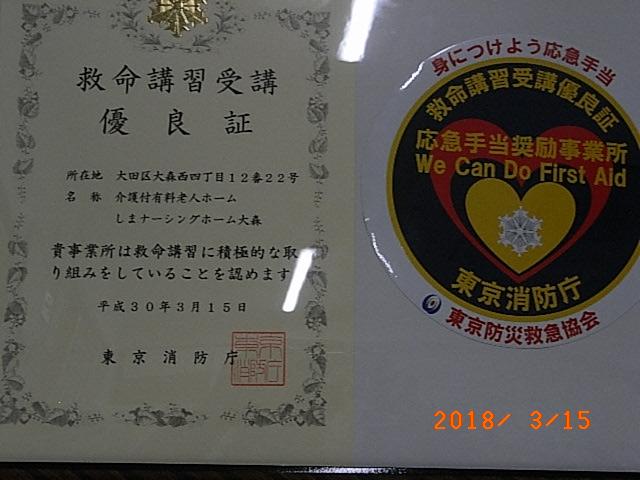 救命講習受講
優良証
所在地 大田区大森西四丁目12番22号
名 称 介護付有料老人ホーム
しまナーシングホーム大森
貴事業所は救命講習に積極的な取
り組みをしていることを認めます
平成30年3月15日
東京消防庁
東京消防庁
身につけよう応急手当
救命講習受講優良証
応急手当奨励事業所
We Can Do First Aid
東京消防庁
東京防災救急協会
2018/ 3/15